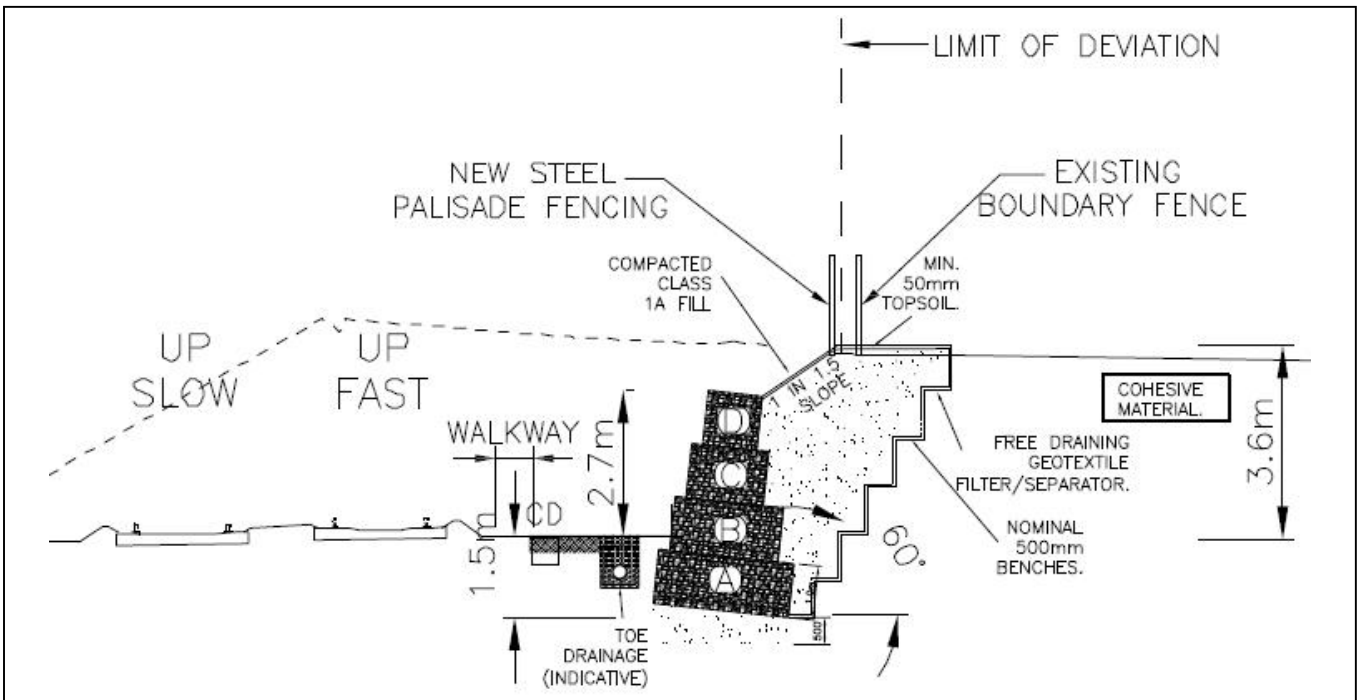 LIMIT OF DEVIATION
NEW STEEL
PALISADE FENCING
EXISTING
BOUNDARY FENCE
COMPACTED
CLASS
1A FILL
MIN.
50mm
TOPSOIL.
UP
SLOW
UP
FAST
1 IN 1.5
SLOPE
COHESIVE
MATERIAL.
WALKWAY
2.7m
D
C
B
A
FREE DRAINING
GEOTEXTILE
FILTER/SEPARATOR.
3.6m
CD
1.5m
60°
NOMINAL
500mm
BENCHES.
TOE
DRAINAGE
(INDICATIVE)
500